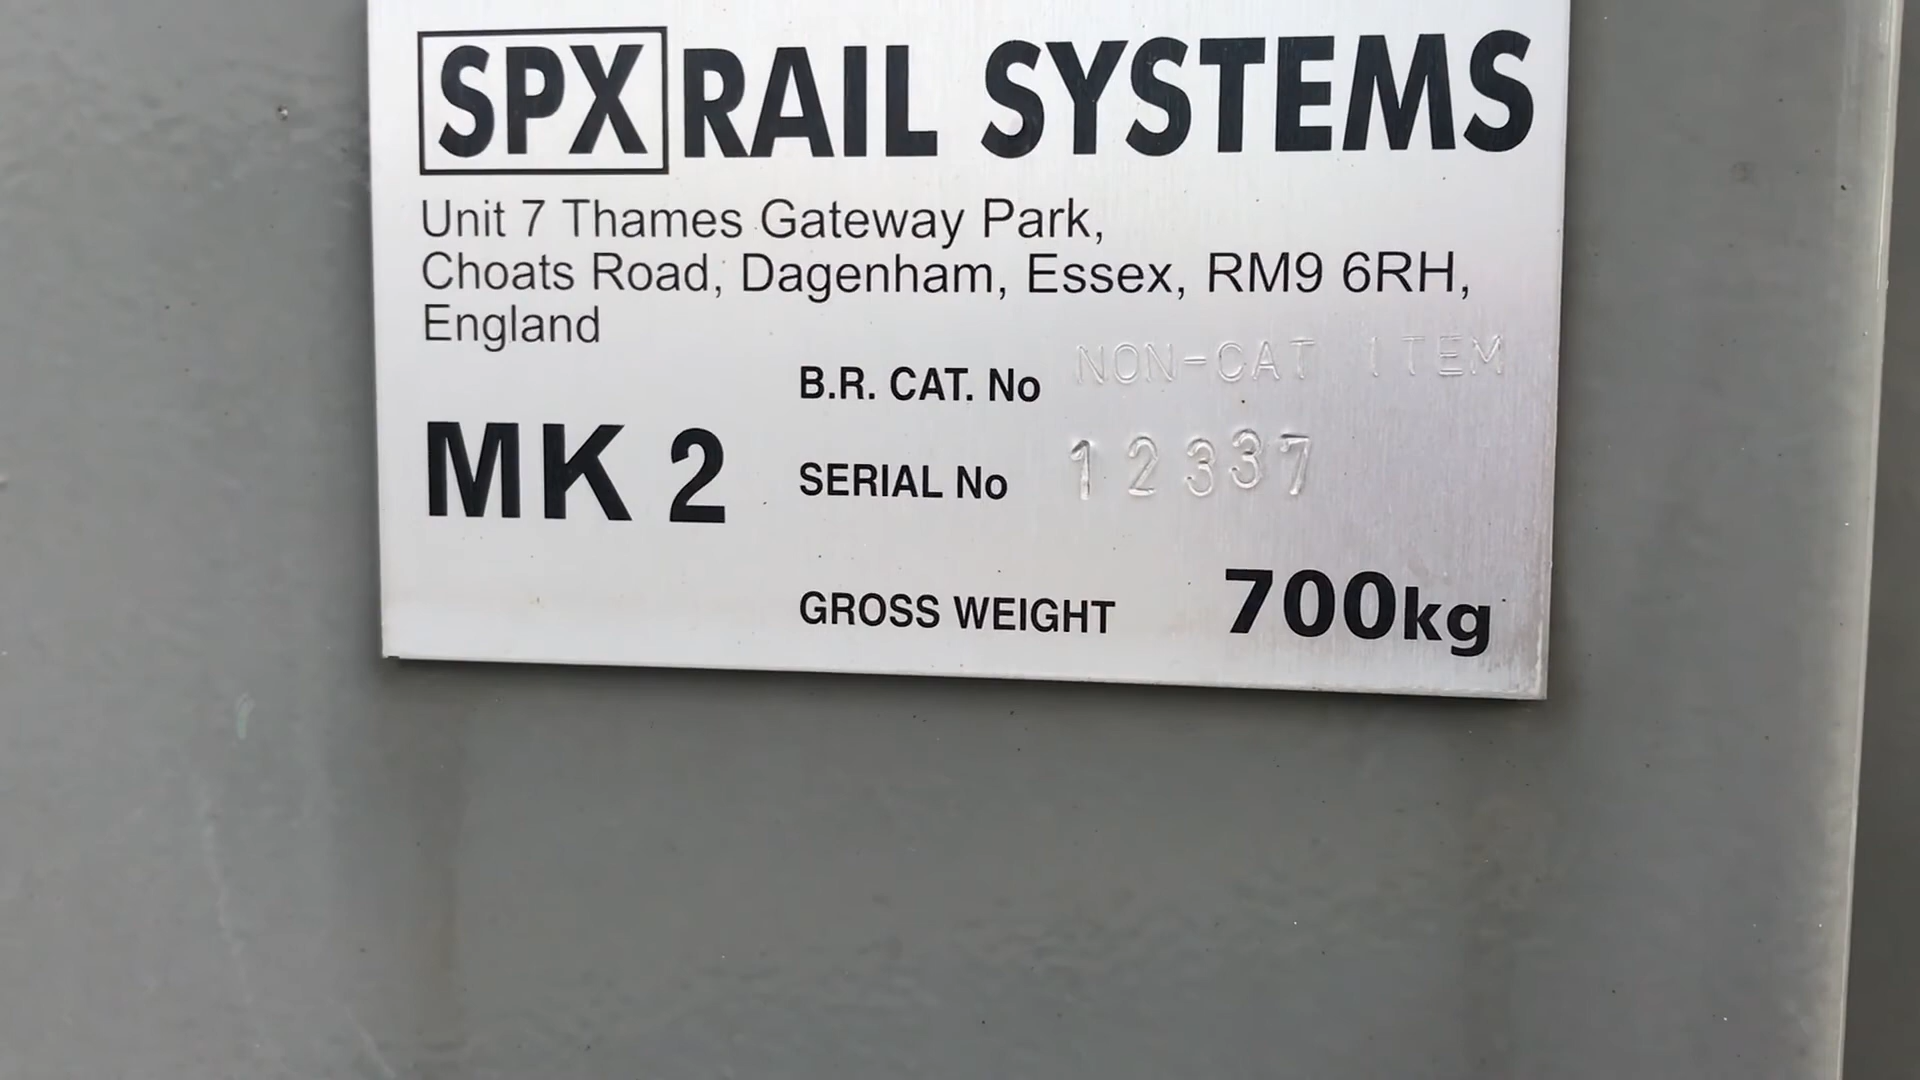 SPX RAIL SYSTEMS
Unit 7 Thames Gateway Park,
Choats Road, Dagenham, Essex, RM9 6RH,
England
B.R. CAT. No NON-CAT ITEM
MK 2 SERIAL No 12337
GROSS WEIGHT 700kg